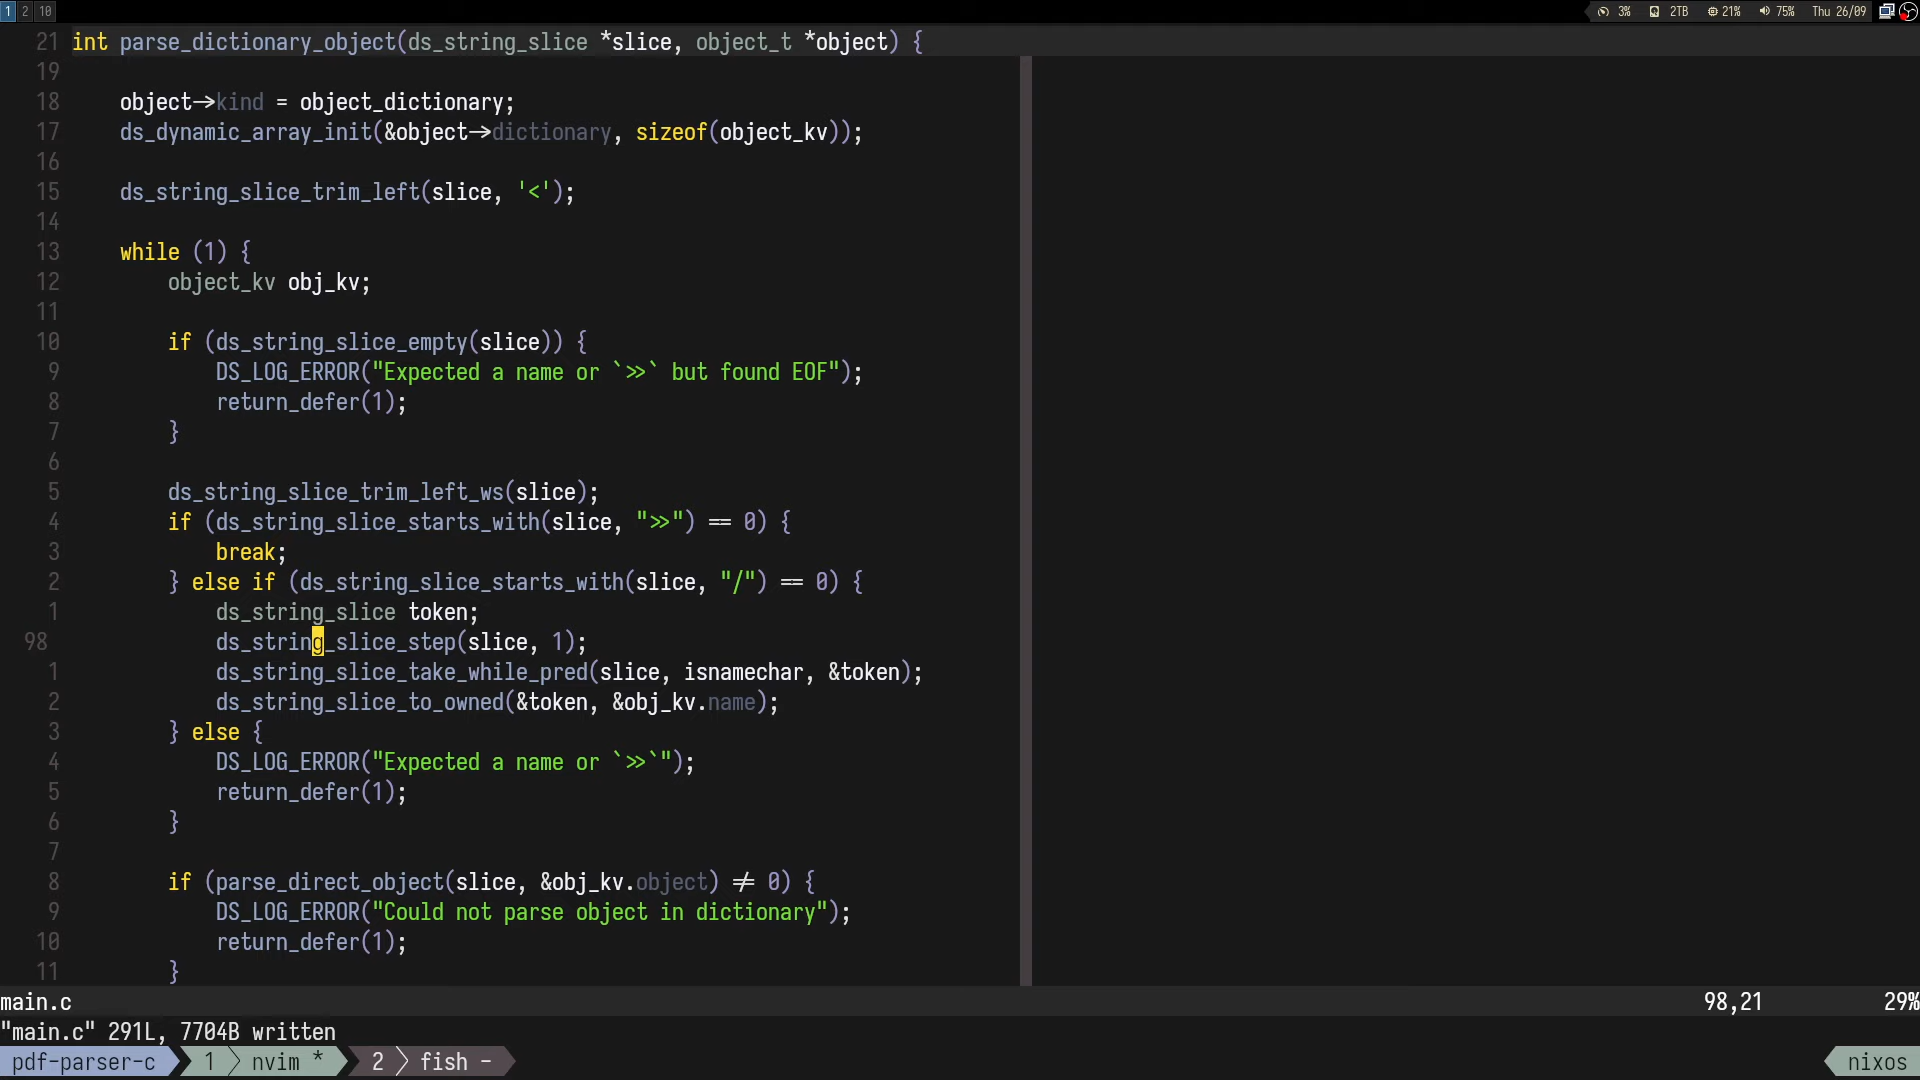 1 2 10 3% 2TB 21% 75% Thu 26/09
21 int parse_dictionary_object(ds_string_slice *slice, object_t *object) {
19
18 object->kind = object_dictionary;
17 ds_dynamic_array_init(&object->dictionary, sizeof(object_kv));
16
15 ds_string_slice_trim_left(slice, '<');
14
13 while (1) {
12 object_kv obj_kv;
11
10 if (ds_string_slice_empty(slice)) {
9 DS_LOG_ERROR("Expected a name or `>>` but found EOF");
8 return_defer(1);
7 }
6
5 ds_string_slice_trim_left_ws(slice);
4 if (ds_string_slice_starts_with(slice, ">>") == 0) {
3 break;
2 } else if (ds_string_slice_starts_with(slice, "/") == 0) {
1 ds_string_slice token;
98 ds_string_slice_step(slice, 1);
1 ds_string_slice_take_while_pred(slice, isnamechar, &token);
2 ds_string_slice_to_owned(&token, &obj_kv.name);
3 } else {
4 DS_LOG_ERROR("Expected a name or `>>`");
5 return_defer(1);
6 }
7
8 if (parse_direct_object(slice, &obj_kv.object) != 0) {
9 DS_LOG_ERROR("Could not parse object in dictionary");
10 return_defer(1);
11 }
main.c 98,21 29%
"main.c" 291L, 7704B written
pdf-parser-c 1 nvim * 2 fish - nixos